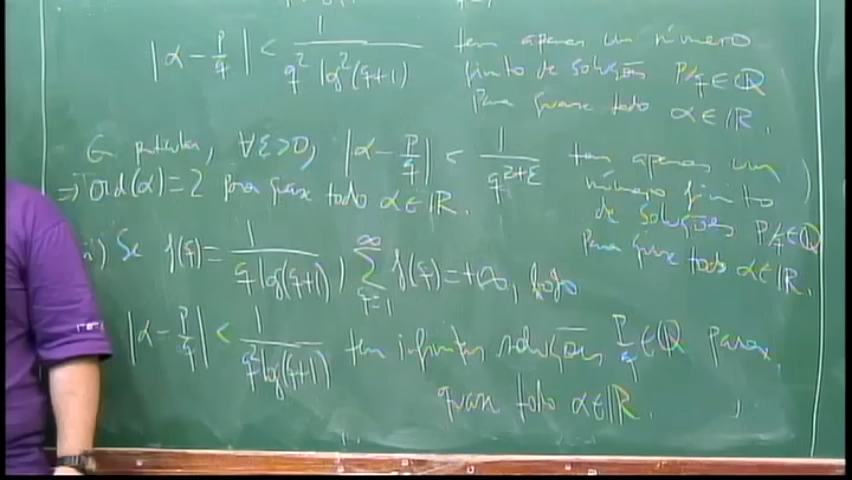 |α - p/q| < 1/(q² log²(q+1)) tem apenas um número
finito de soluções p/q ∈ ℚ
para quase todo α ∈ ℝ.
Em particular, ∀ε>0, |α - p/q| < 1/q^(2+ε) tem apenas um
número finito
de soluções p/q ∈ ℚ
para quase todo α ∈ ℝ.
⇒ ord(α) = 2 para quase todo α ∈ ℝ.
) Se f(q) = 1/(q log(q+1)), ∑_{q=1}^{∞} f(q) = +∞, logo
|α - p/q| < 1/(q² log(q+1)) tem infinitas soluções p/q ∈ ℚ para
quase todo α ∈ ℝ.